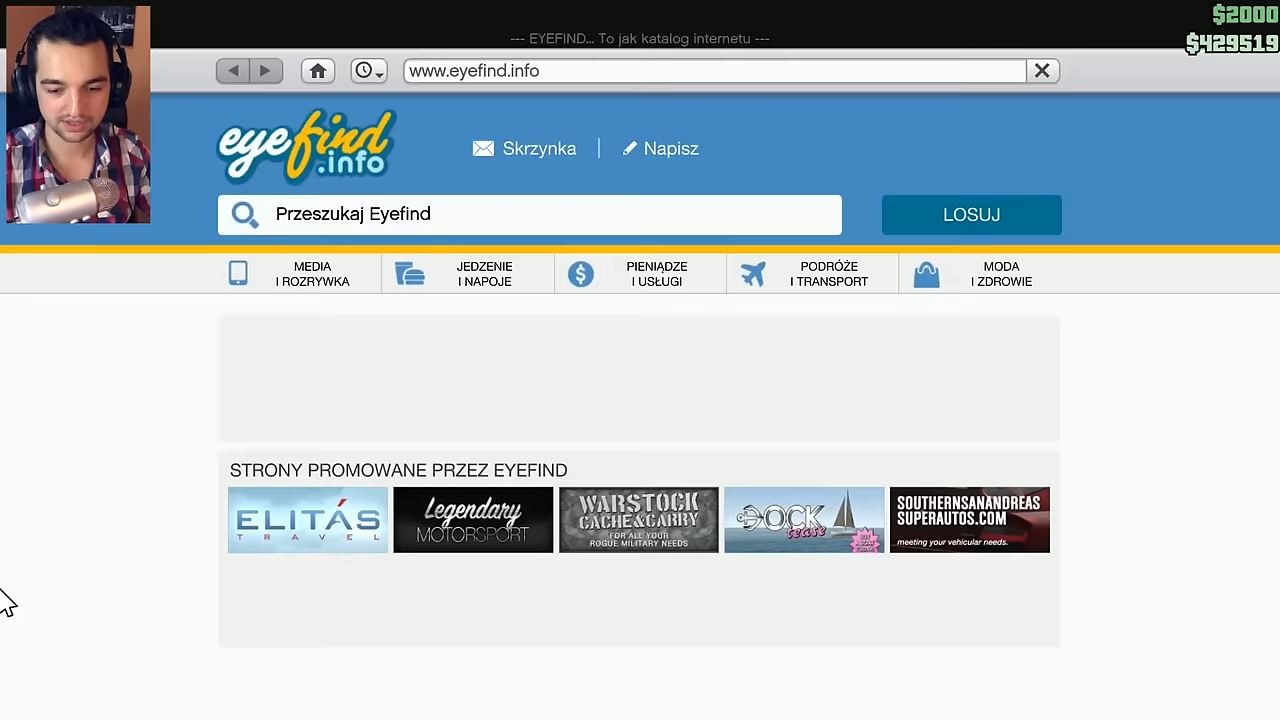 $2000
--- EYEFIND... To jak katalog internetu ---
$429519
www.eyefind.info
eyefind
.info
Skrzynka
Napisz
Przeszukaj Eyefind
LOSUJ
MEDIA
I ROZRYWKA
JEDZENIE
I NAPOJE
PIENIĄDZE
I USŁUGI
PODRÓŻE
I TRANSPORT
MODA
I ZDROWIE
STRONY PROMOWANE PRZEZ EYEFIND
ELITÁS
TRAVEL
Legendary
MOTORSPORT
WARSTOCK
CACHE&CARRY
FOR ALL YOUR
ROGUE MILITARY NEEDS
DOCK
tease
SOUTHERNSANANDREAS
SUPERAUTOS.COM
meeting your vehicular needs.